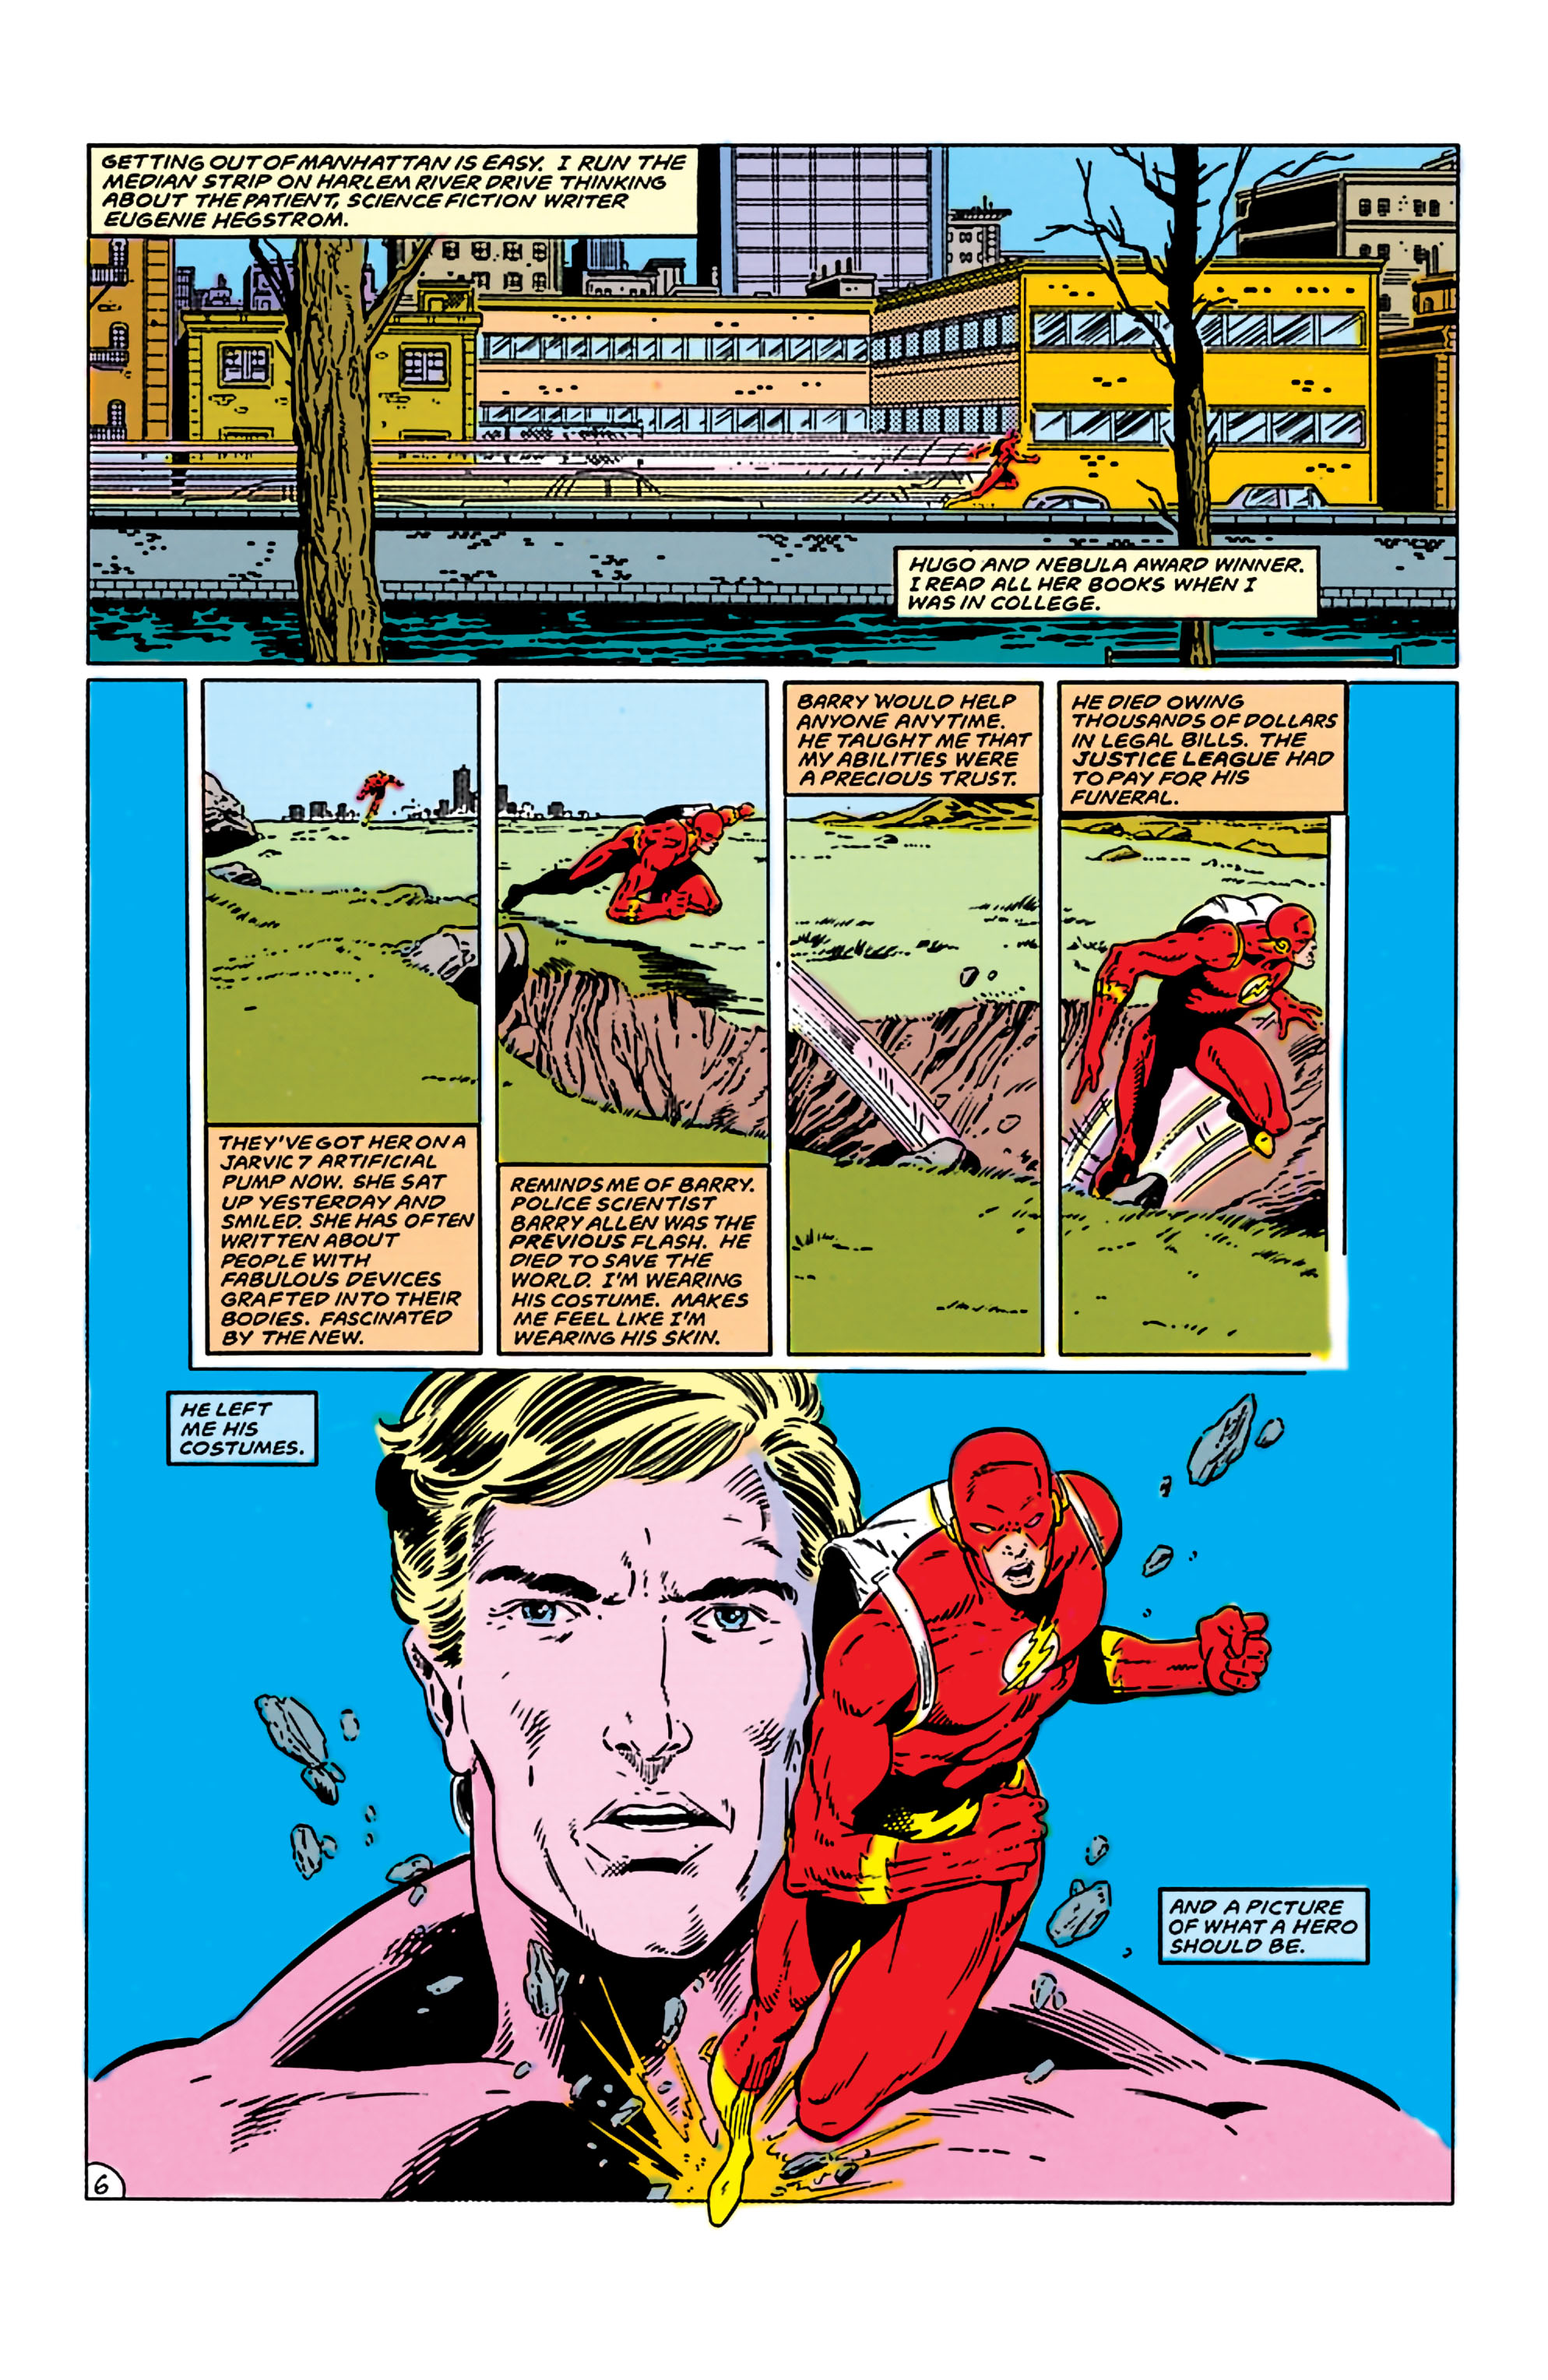 GETTING OUT OF MANHATTAN IS EASY. I RUN THE
MEDIAN STRIP ON HARLEM RIVER DRIVE THINKING
ABOUT THE PATIENT, SCIENCE FICTION WRITER
EUGENIE HEGSTROM.
HUGO AND NEBULA AWARD WINNER.
I READ ALL HER BOOKS WHEN I
WAS IN COLLEGE.
THEY'VE GOT HER ON A
JARVIC 7 ARTIFICIAL
PUMP NOW. SHE SAT
UP YESTERDAY AND
SMILED. SHE HAS OFTEN
WRITTEN ABOUT
PEOPLE WITH
FABULOUS DEVICES
GRAFTED INTO THEIR
BODIES. FASCINATED
BY THE NEW.
REMINDS ME OF BARRY.
POLICE SCIENTIST
BARRY ALLEN WAS THE
PREVIOUS FLASH. HE
DIED TO SAVE THE
WORLD. I'M WEARING
HIS COSTUME. MAKES
ME FEEL LIKE I'M
WEARING HIS SKIN.
BARRY WOULD HELP
ANYONE ANYTIME.
HE TAUGHT ME THAT
MY ABILITIES WERE
A PRECIOUS TRUST.
HE DIED OWING
THOUSANDS OF DOLLARS
IN LEGAL BILLS. THE
JUSTICE LEAGUE HAD
TO PAY FOR HIS
FUNERAL.
HE LEFT
ME HIS
COSTUMES.
AND A PICTURE
OF WHAT A HERO
SHOULD BE.
6